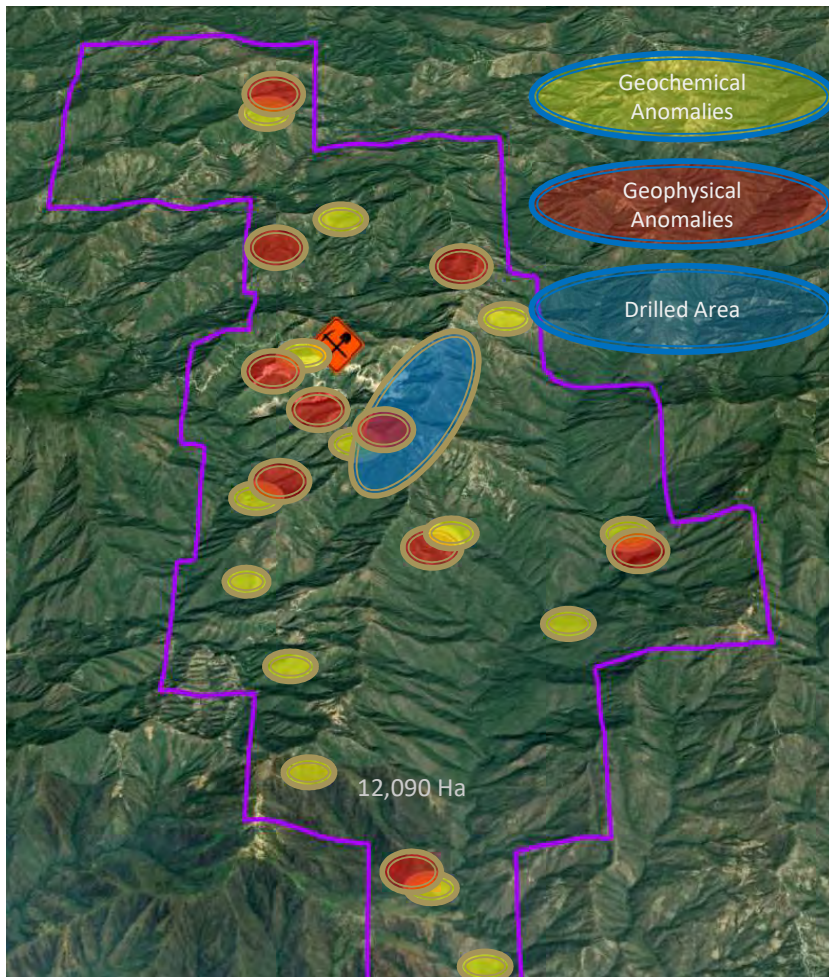 Geochemical
Anomalies
Geophysical
Anomalies
Drilled Area
12,090 Ha